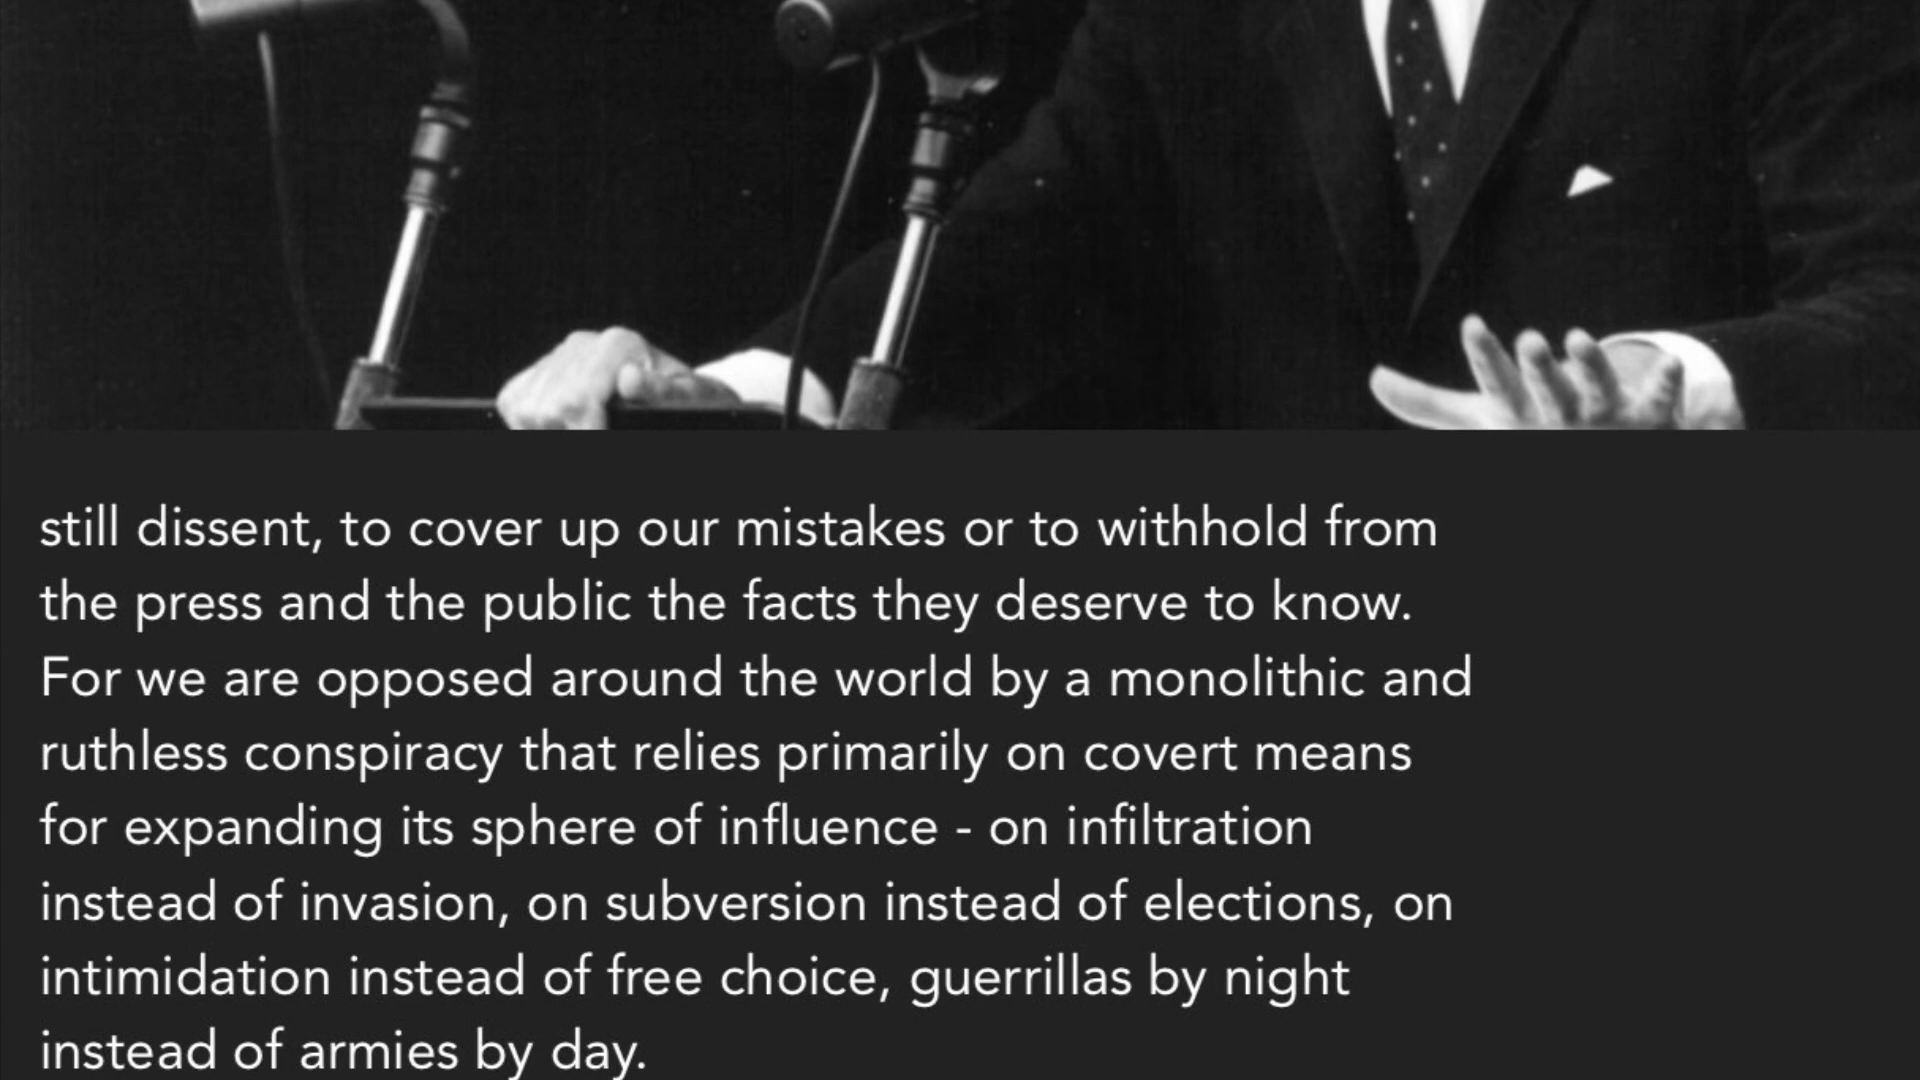 still dissent, to cover up our mistakes or to withhold from
the press and the public the facts they deserve to know.
For we are opposed around the world by a monolithic and
ruthless conspiracy that relies primarily on covert means
for expanding its sphere of influence - on infiltration
instead of invasion, on subversion instead of elections, on
intimidation instead of free choice, guerrillas by night
instead of armies by day.